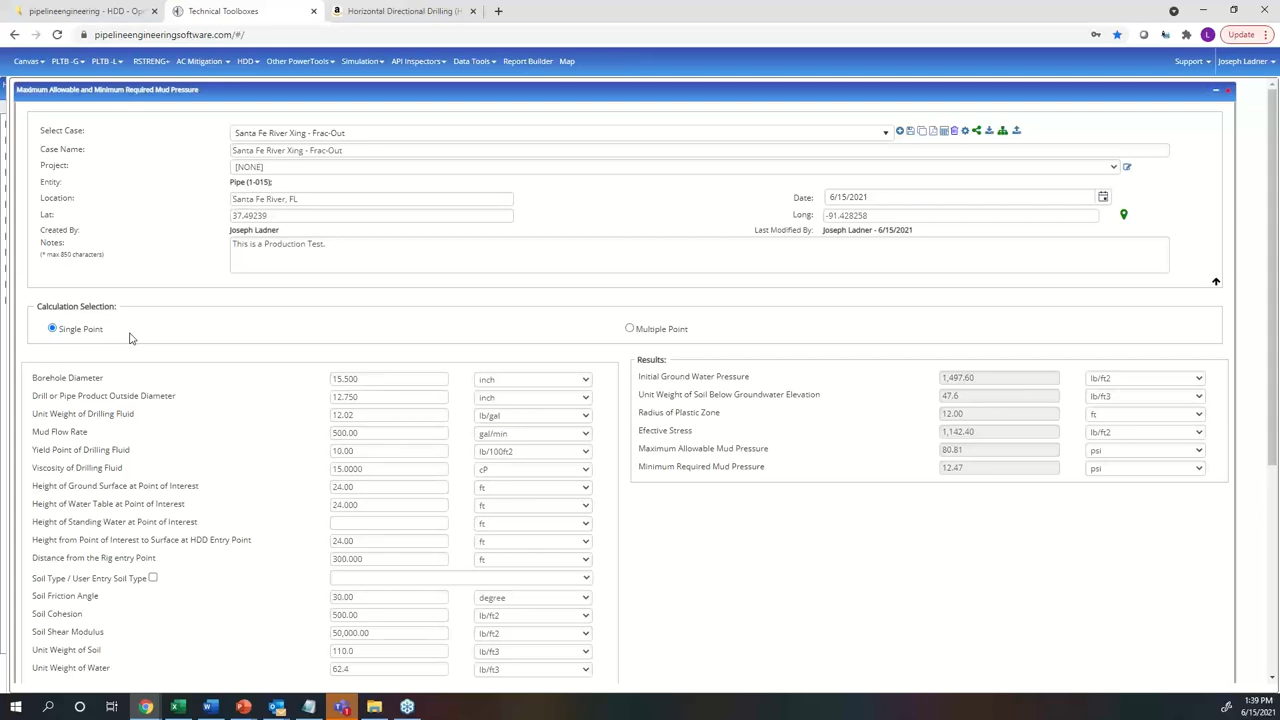 pipelineengineering - HDD - Op
Technical Toolboxes
Horizontal Directional Drilling (H
pipelineengineeringsoftware.com/#/
L
Update
Canvas PLTB -G PLTB -L RSTRENG+ AC Mitigation HDD Other PowerTools Simulation API Inspectors Data Tools Report Builder Map Support Joseph Ladner
Maximum Allowable and Minimum Required Mud Pressure
Select Case: Santa Fe River Xing - Frac-Out
Case Name: Santa Fe River Xing - Frac-Out
Project: [NONE]
Entity: Pipe (1-015);
Location: Santa Fe River, FL Date: 6/15/2021
Lat: 37.49239 Long: -91.428258
Created By: Joseph Ladner Last Modified By: Joseph Ladner - 6/15/2021
Notes: This is a Production Test.
(* max 850 characters)
Calculation Selection:
Single Point Multiple Point
Borehole Diameter 15.500 inch
Drill or Pipe Product Outside Diameter 12.750 inch
Unit Weight of Drilling Fluid 12.02 lb/gal
Mud Flow Rate 500.00 gal/min
Yield Point of Drilling Fluid 10.00 lb/100ft2
Viscosity of Drilling Fluid 15.0000 cP
Height of Ground Surface at Point of Interest 24.00 ft
Height of Water Table at Point of Interest 24.000 ft
Height of Standing Water at Point of Interest ft
Height from Point of Interest to Surface at HDD Entry Point 24.00 ft
Distance from the Rig entry Point 300.000 ft
Soil Type / User Entry Soil Type
Soil Friction Angle 30.00 degree
Soil Cohesion 500.00 lb/ft2
Soil Shear Modulus 50,000.00 lb/ft2
Unit Weight of Soil 110.0 lb/ft3
Unit Weight of Water 62.4 lb/ft3
Results:
Initial Ground Water Pressure 1,497.60 lb/ft2
Unit Weight of Soil Below Groundwater Elevation 47.6 lb/ft3
Radius of Plastic Zone 12.00 ft
Efective Stress 1,142.40 lb/ft2
Maximum Allowable Mud Pressure 80.81 psi
Minimum Required Mud Pressure 12.47 psi
1:39 PM
6/15/2021